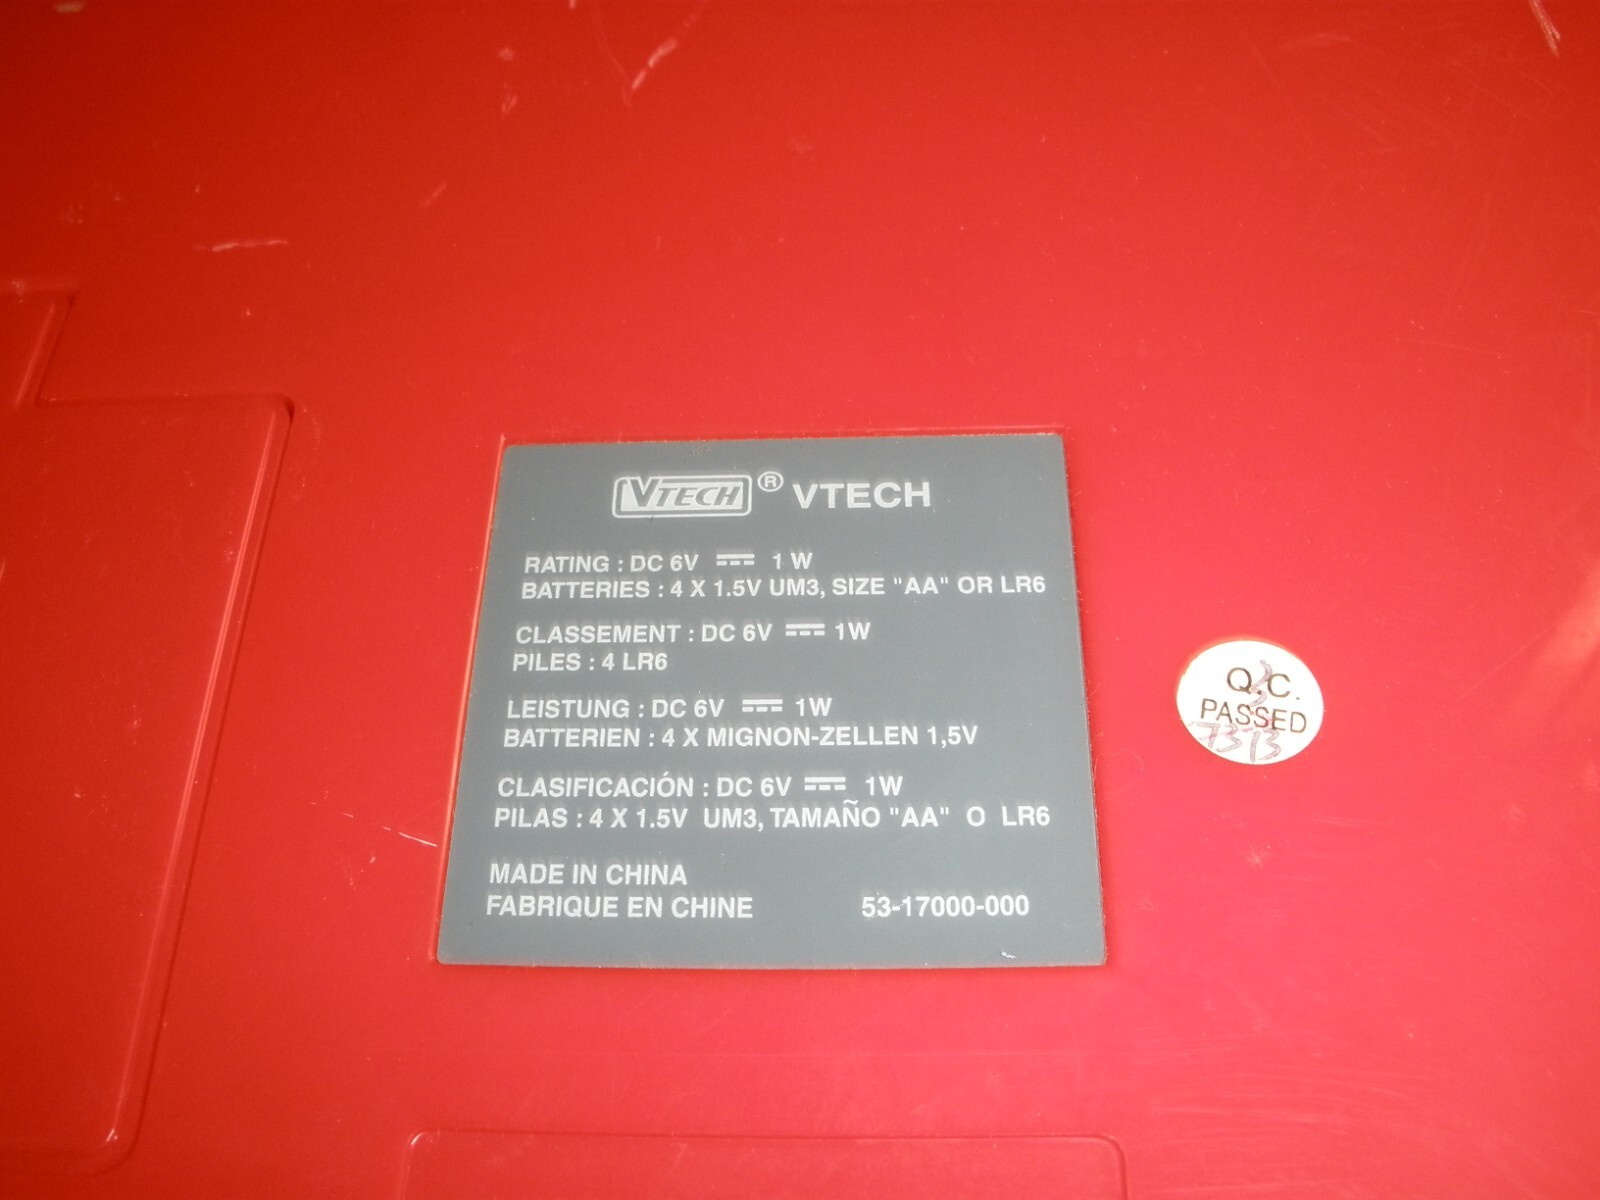 VTECH ® VTECH
RATING : DC 6V ⎓ 1 W
BATTERIES : 4 X 1.5V UM3, SIZE "AA" OR LR6
CLASSEMENT : DC 6V ⎓ 1W
PILES : 4 LR6
LEISTUNG : DC 6V ⎓ 1W
BATTERIEN : 4 X MIGNON-ZELLEN 1,5V
CLASIFICACIÓN : DC 6V ⎓ 1W
PILAS : 4 X 1.5V UM3, TAMAÑO "AA" O LR6
MADE IN CHINA
FABRIQUE EN CHINE 53-17000-000
Q.C.
PASSED